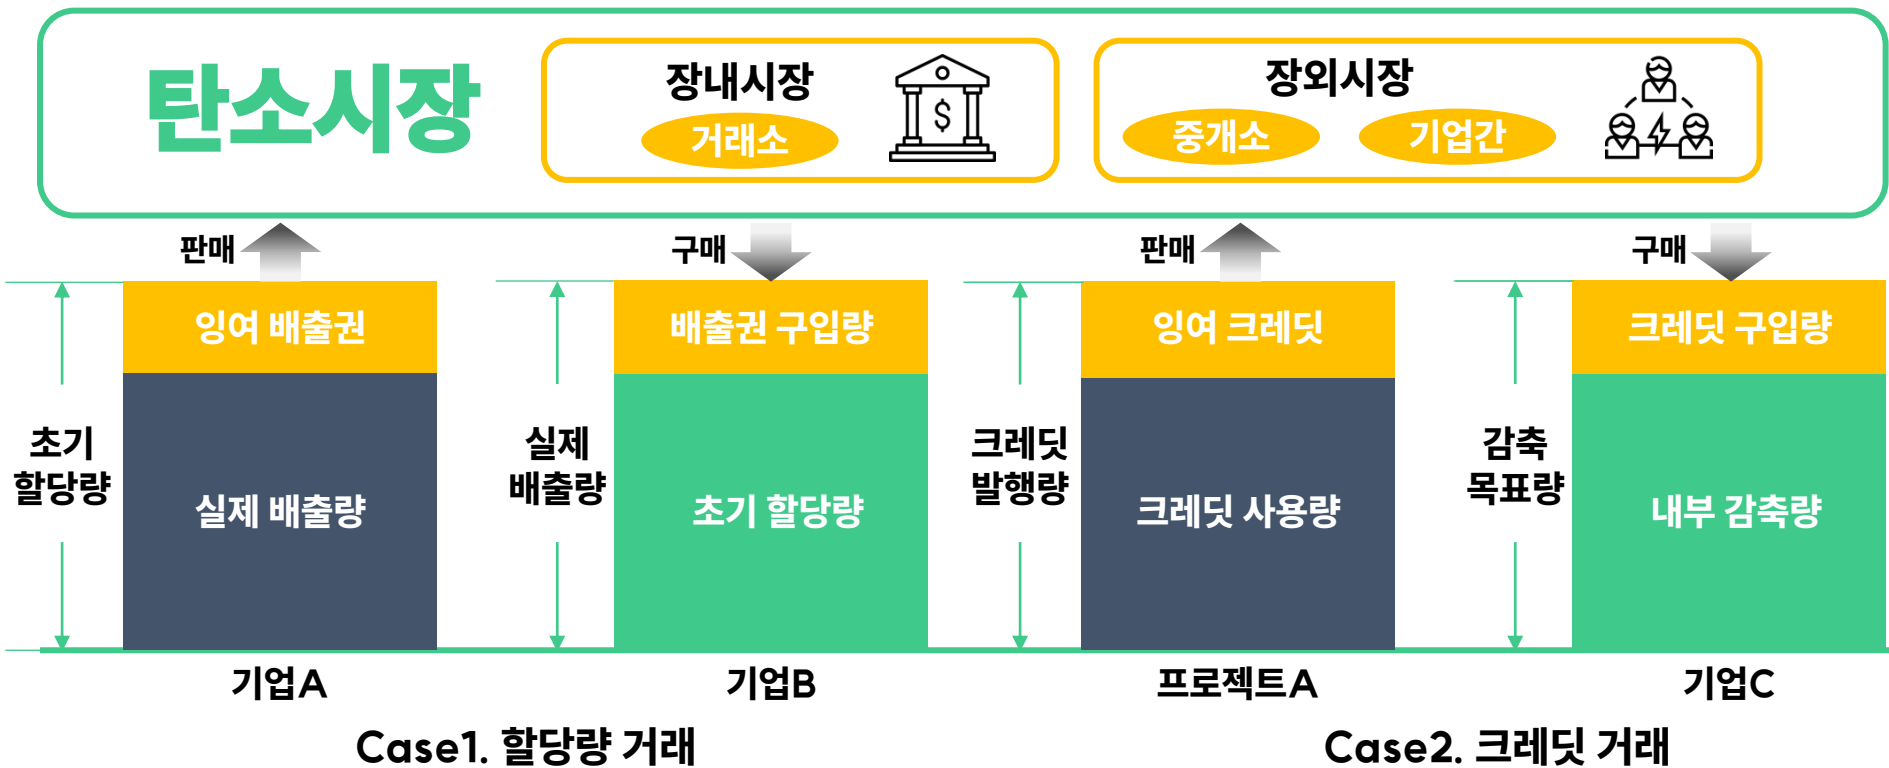 탄소시장
장내시장
거래소
$
장외시장
중개소
기업간
판매
구매
판매
구매
초기
할당량
잉여 배출권
실제 배출량
실제
배출량
배출권 구입량
초기 할당량
크레딧
발행량
잉여 크레딧
크레딧 사용량
감축
목표량
크레딧 구입량
내부 감축량
기업A
기업B
프로젝트A
기업C
Case1. 할당량 거래
Case2. 크레딧 거래